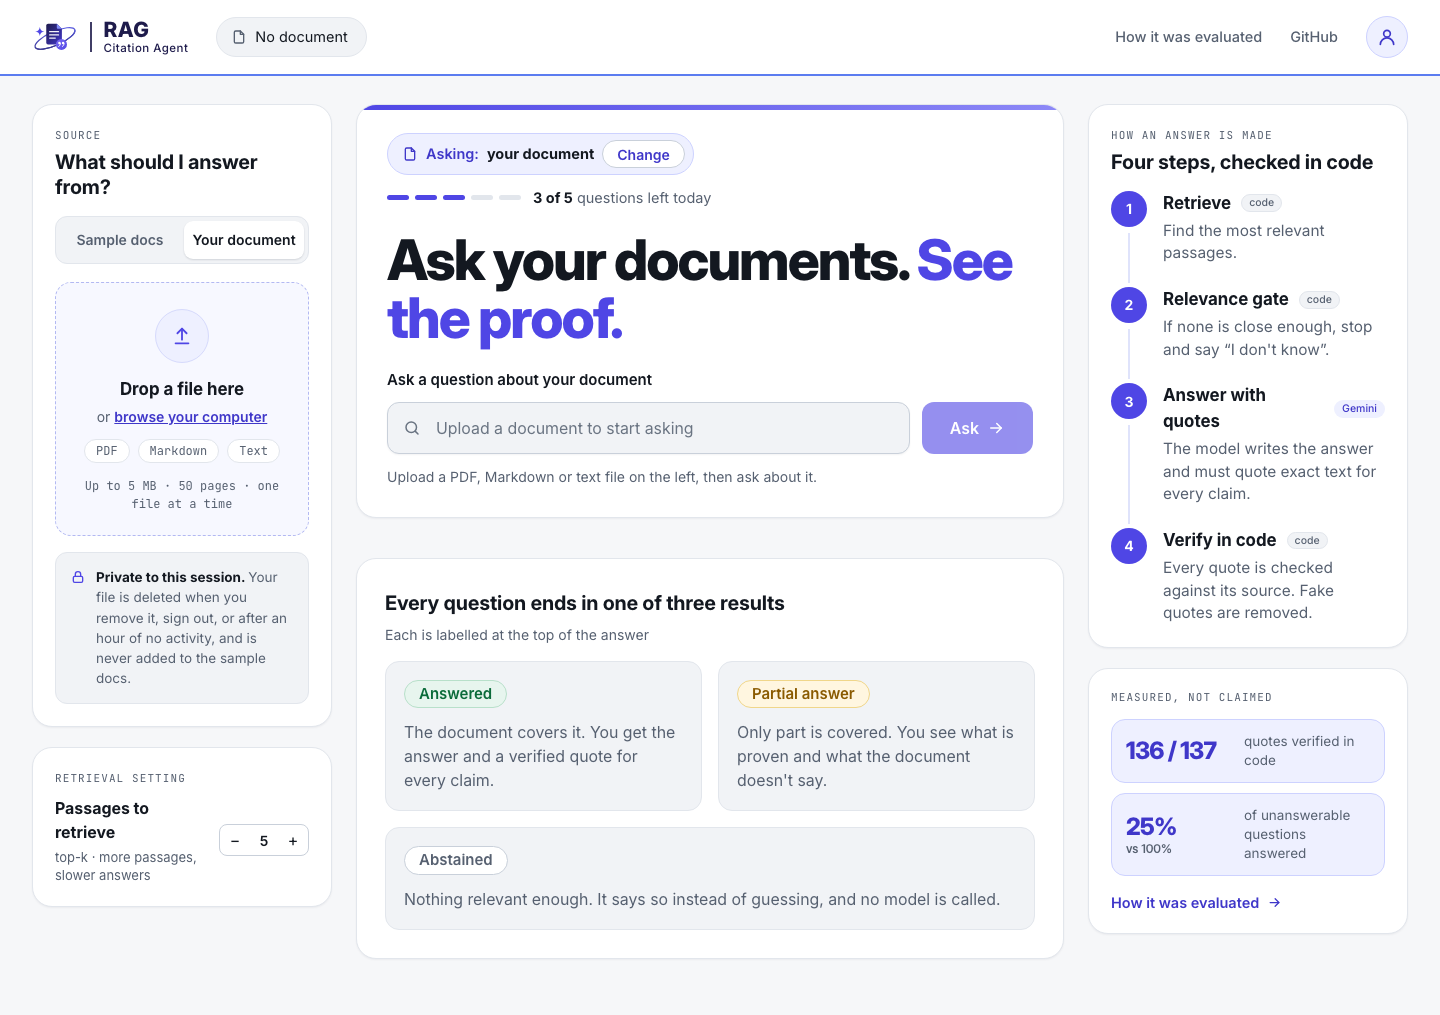 RAG
Citation Agent
No document
How it was evaluated
GitHub
SOURCE
What should I answer
from?
Sample docs
Your document
Drop a file here
or browse your computer
PDF
Markdown
Text
Up to 5 MB · 50 pages · one
file at a time
Private to this session. Your
file is deleted when you
remove it, sign out, or after an
hour of no activity, and is
never added to the sample
docs.
RETRIEVAL SETTING
Passages to
retrieve
top-k · more passages,
slower answers
− 5 +
Asking: your document
Change
3 of 5 questions left today
Ask your documents. See
the proof.
Ask a question about your document
Upload a document to start asking
Ask →
Upload a PDF, Markdown or text file on the left, then ask about it.
Every question ends in one of three results
Each is labelled at the top of the answer
Answered
The document covers it. You get the
answer and a verified quote for
every claim.
Partial answer
Only part is covered. You see what is
proven and what the document
doesn't say.
Abstained
Nothing relevant enough. It says so instead of guessing, and no model is called.
HOW AN ANSWER IS MADE
Four steps, checked in code
1
Retrieve
code
Find the most relevant
passages.
2
Relevance gate
code
If none is close enough, stop
and say “I don't know”.
3
Answer with
quotes
Gemini
The model writes the answer
and must quote exact text for
every claim.
4
Verify in code
code
Every quote is checked
against its source. Fake
quotes are removed.
MEASURED, NOT CLAIMED
136 / 137
quotes verified in
code
25%
vs 100%
of unanswerable
questions
answered
How it was evaluated →